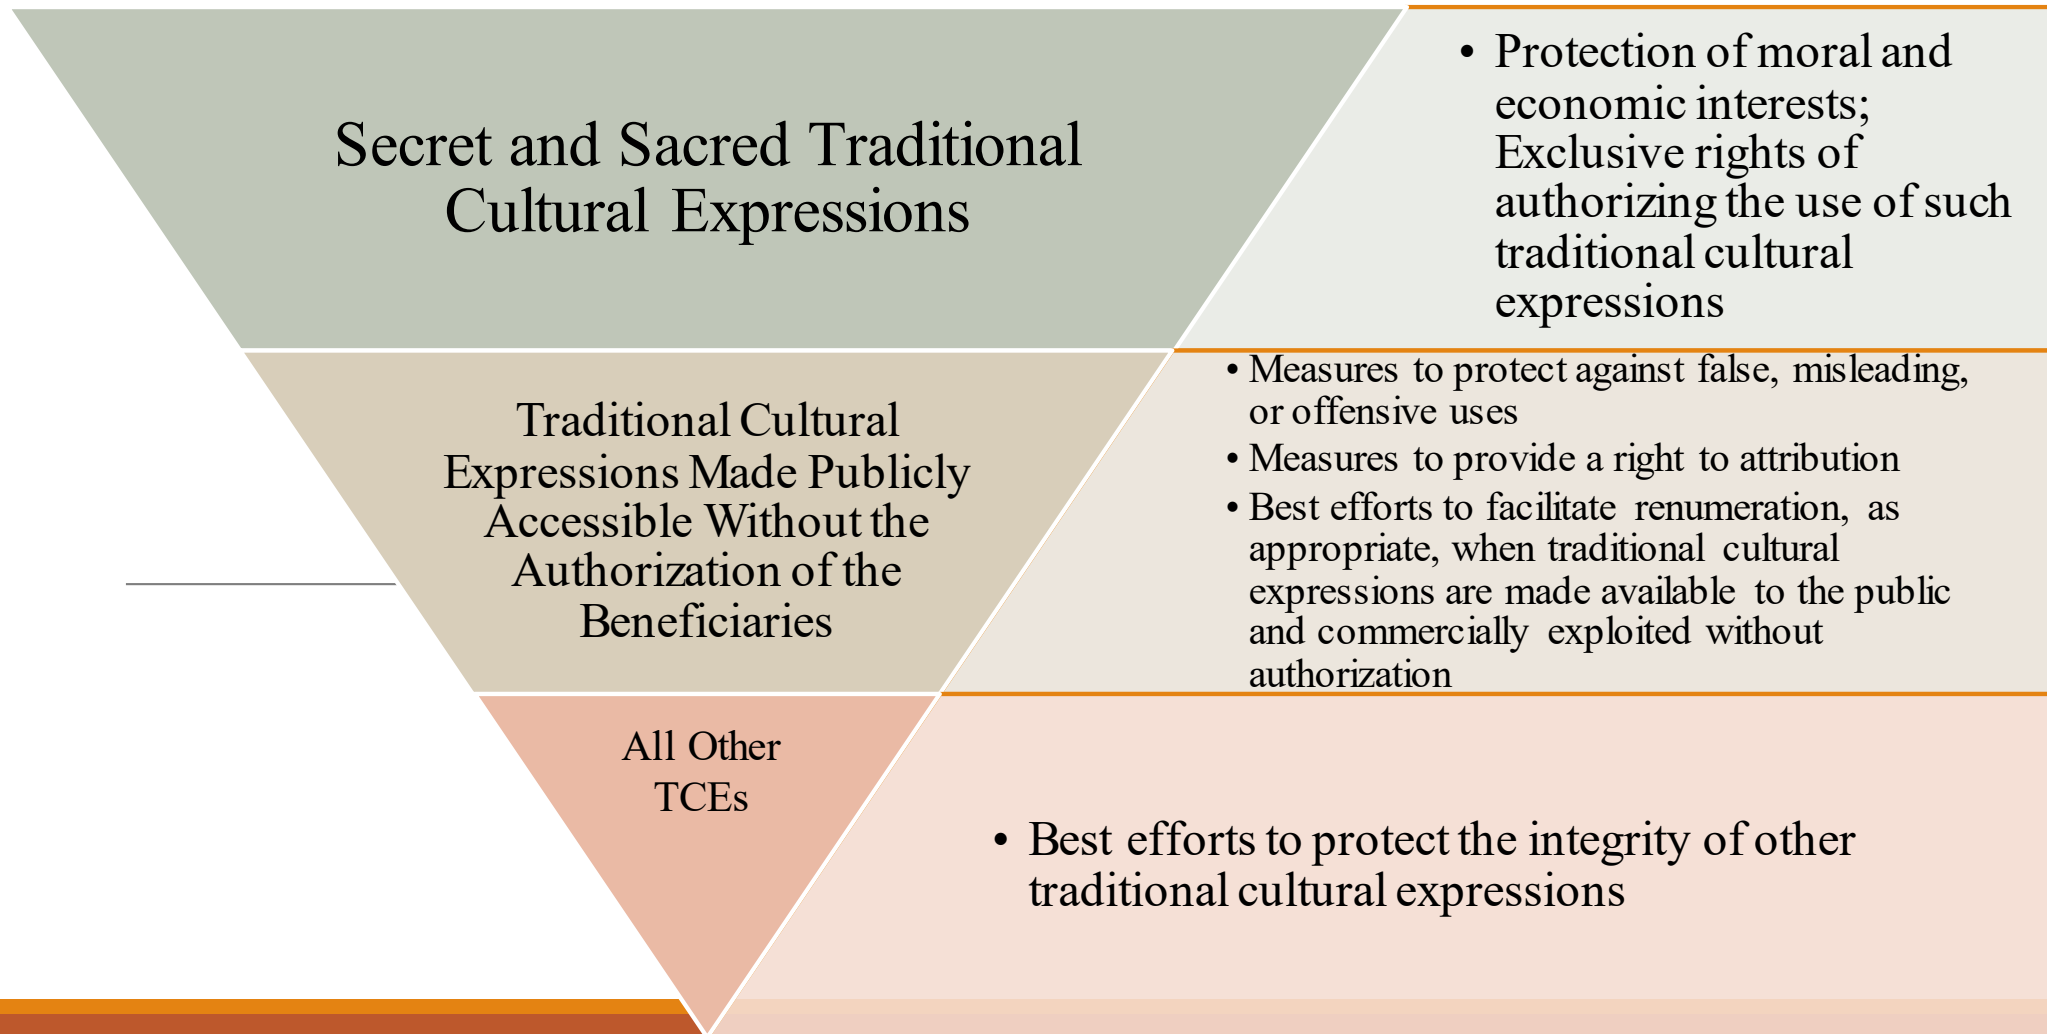 Secret and Sacred Traditional
Cultural Expressions
• Protection of moral and
economic interests;
Exclusive rights of
authorizing the use of such
traditional cultural
expressions
Traditional Cultural
Expressions Made Publicly
Accessible Without the
Authorization of the
Beneficiaries
• Measures to protect against false, misleading,
or offensive uses
• Measures to provide a right to attribution
• Best efforts to facilitate renumeration, as
appropriate, when traditional cultural
expressions are made available to the public
and commercially exploited without
authorization
All Other
TCEs
• Best efforts to protect the integrity of other
traditional cultural expressions